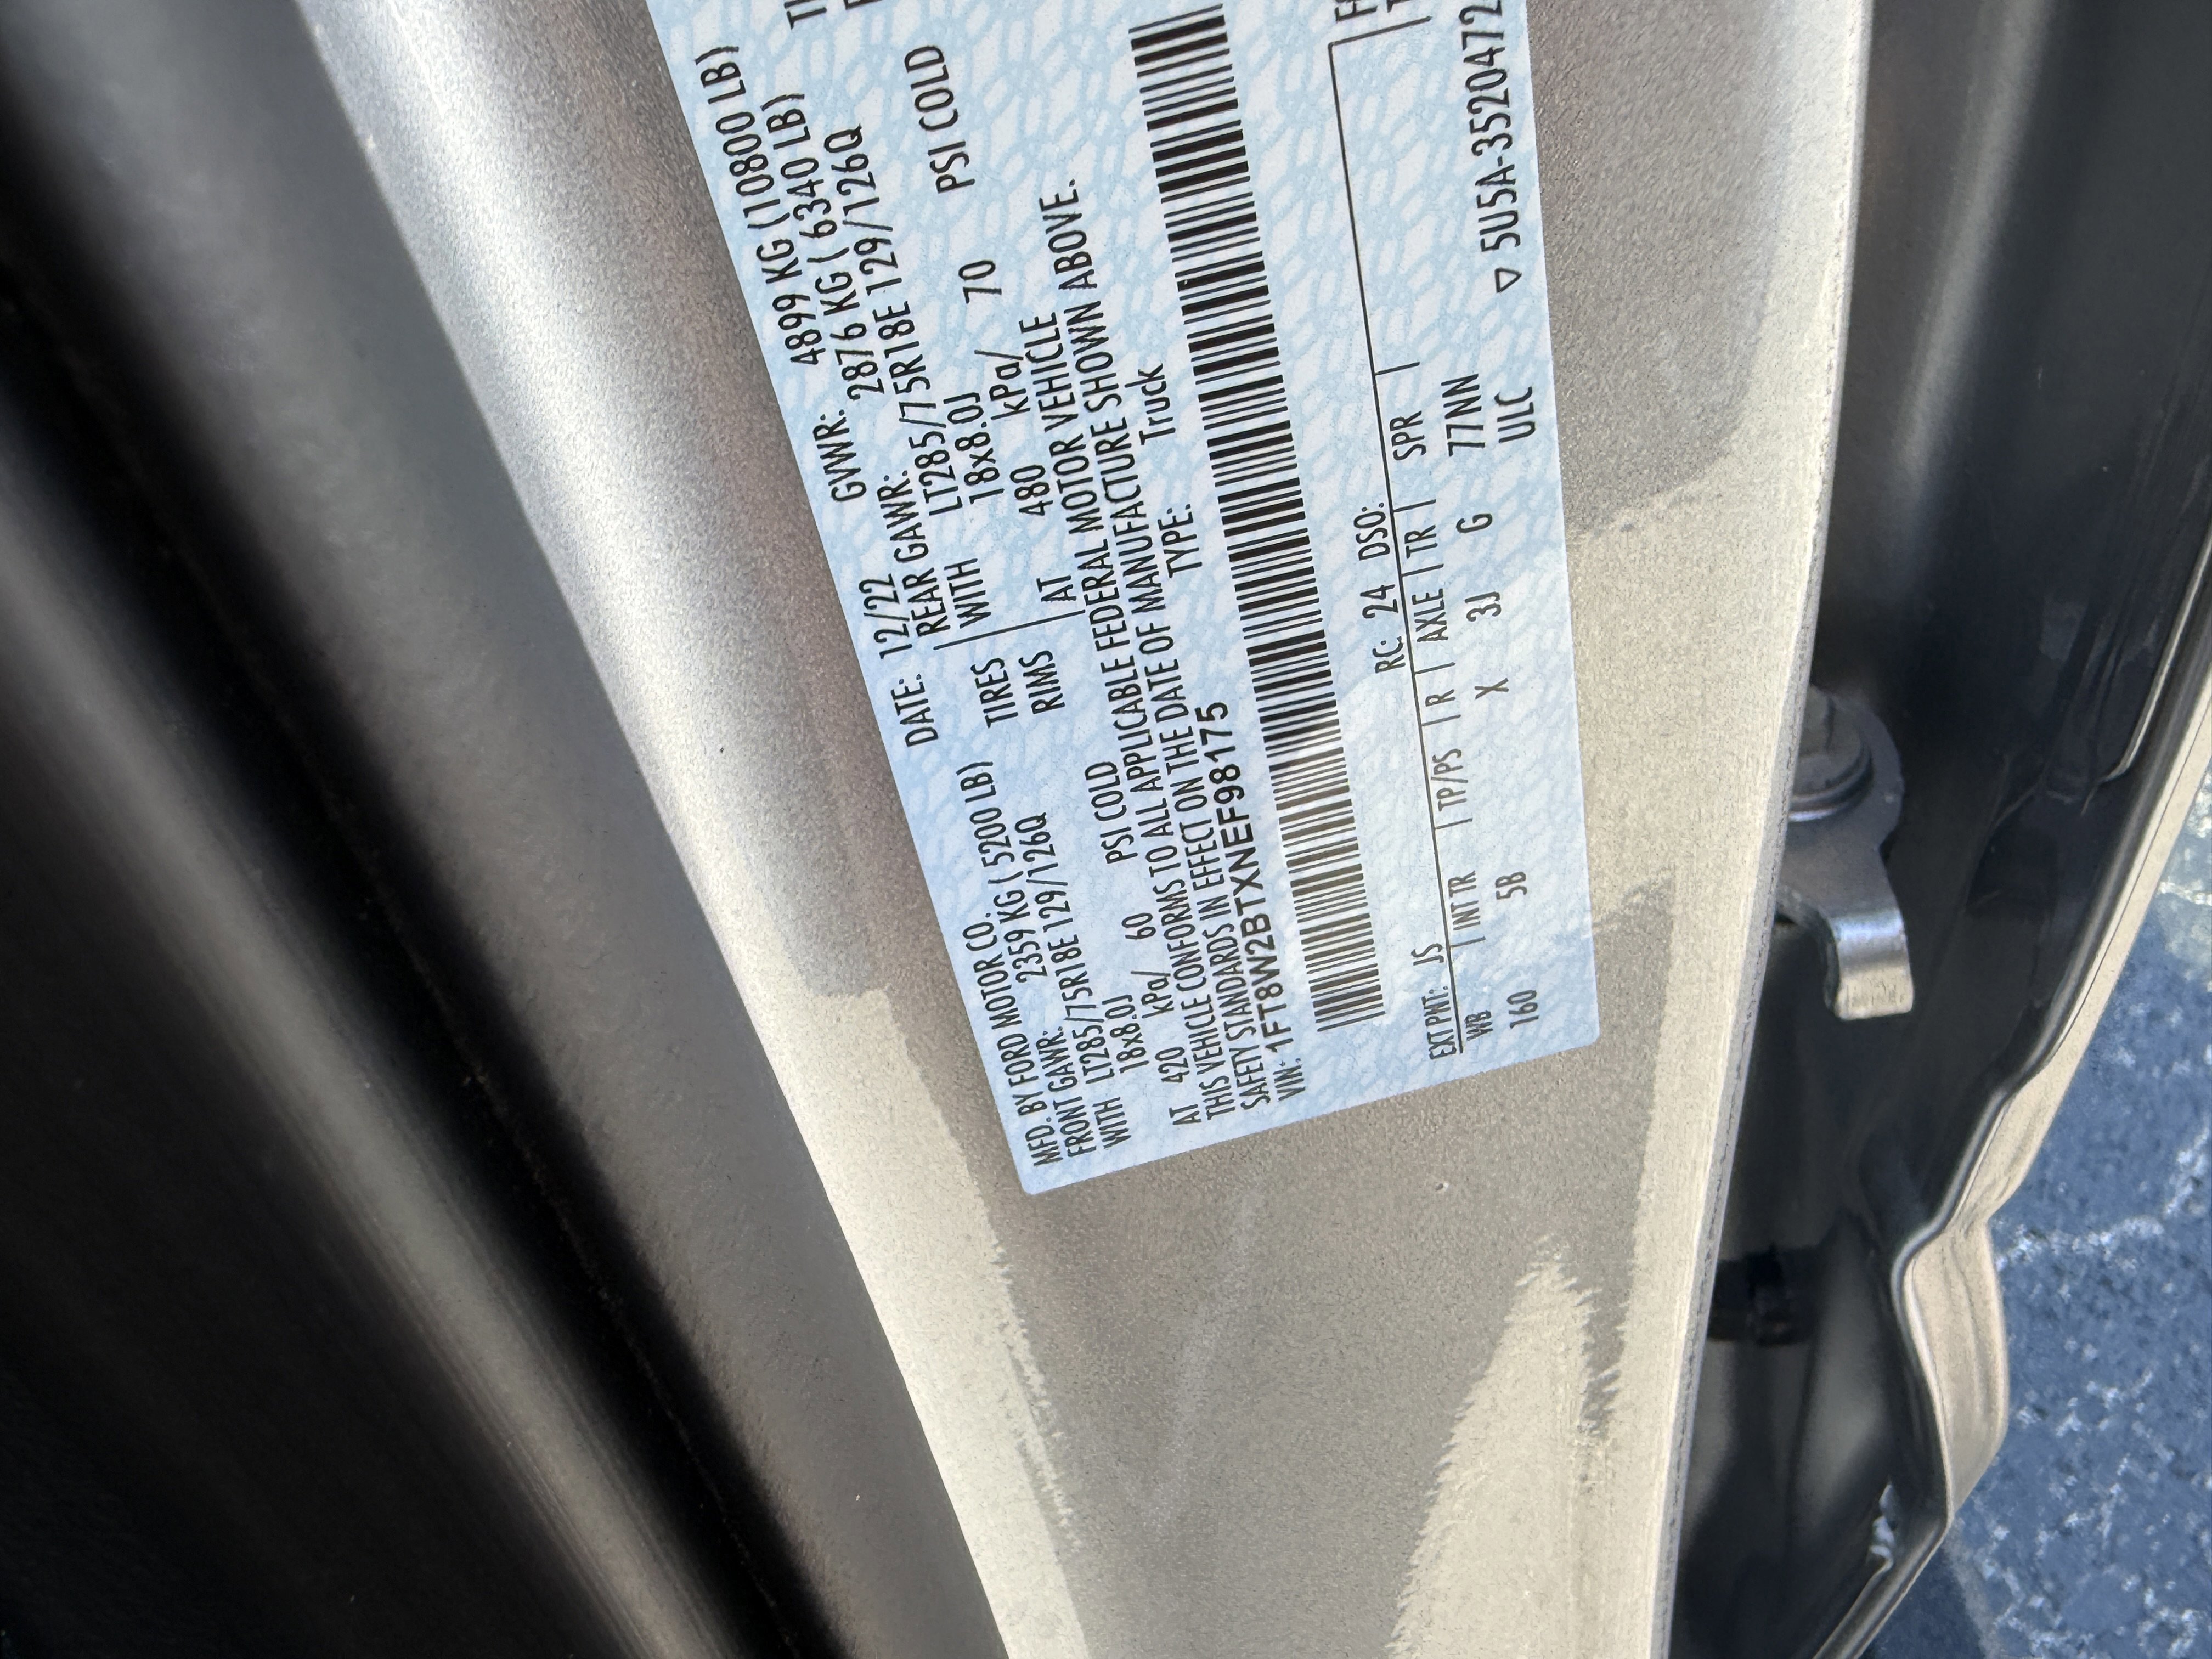 MFD. BY FORD MOTOR CO.
DATE: 12/22 GVWR: 4899 KG (10800 LB)
FRONT GAWR: 2359 KG ( 5200 LB)
REAR GAWR: 2876 KG ( 6340 LB)
WITH LT285/75R18E 129/126Q TIRES
18x8.0J RIMS
AT 420 kPa/ 60 PSI COLD
WITH LT285/75R18E 129/126Q
18x8.0J
AT 480 kPa/ 70 PSI COLD
THIS VEHICLE CONFORMS TO ALL APPLICABLE FEDERAL MOTOR VEHICLE
SAFETY STANDARDS IN EFFECT ON THE DATE OF MANUFACTURE SHOWN ABOVE.
VIN: 1FT8W2BTXNEF98175 TYPE: Truck
EXT PNT: JS RC: 24 DSO:
WB INT TR TP/PS R AXLE TR SPR
160 5B X 3J G 77NN
ULC
▽ 5U5A-3520472